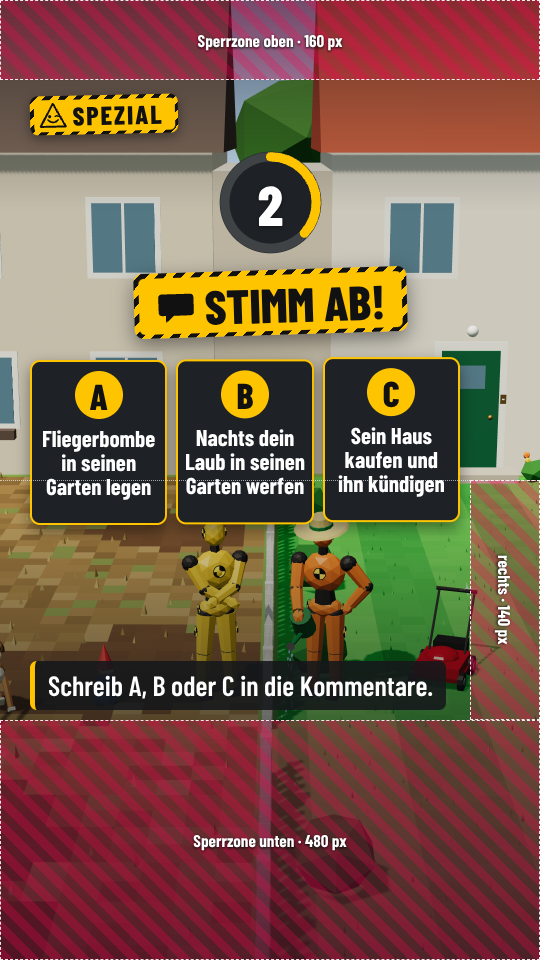 Sperrzone oben · 160 px
SPEZIAL
2
STIMM AB!
A
Fliegerbombe
in seinen
Garten legen
B
Nachts dein
Laub in seinen
Garten werfen
C
Sein Haus
kaufen und
ihn kündigen
rechts · 140 px
Schreib A, B oder C in die Kommentare.
Sperrzone unten · 480 px